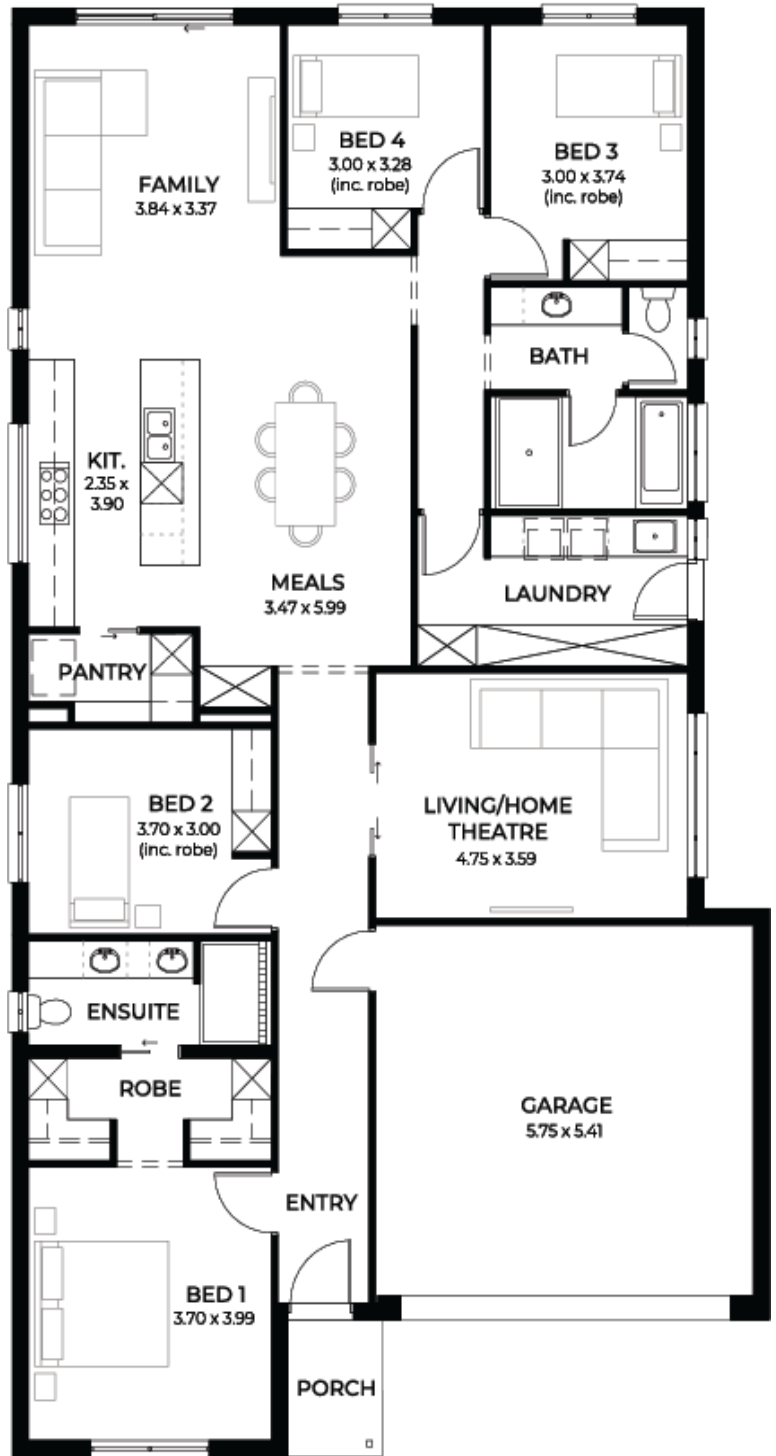 FAMILY
3.84 x 3.37
BED 4
3.00 x 3.28
(inc. robe)
BED 3
3.00 x 3.74
(inc. robe)
BATH
KIT.
2.35 x
3.90
MEALS
3.47 x 5.99
LAUNDRY
PANTRY
BED 2
3.70 x 3.00
(inc. robe)
LIVING/HOME
THEATRE
4.75 x 3.59
ENSUITE
ROBE
GARAGE
5.75 x 5.41
ENTRY
BED 1
3.70 x 3.99
PORCH